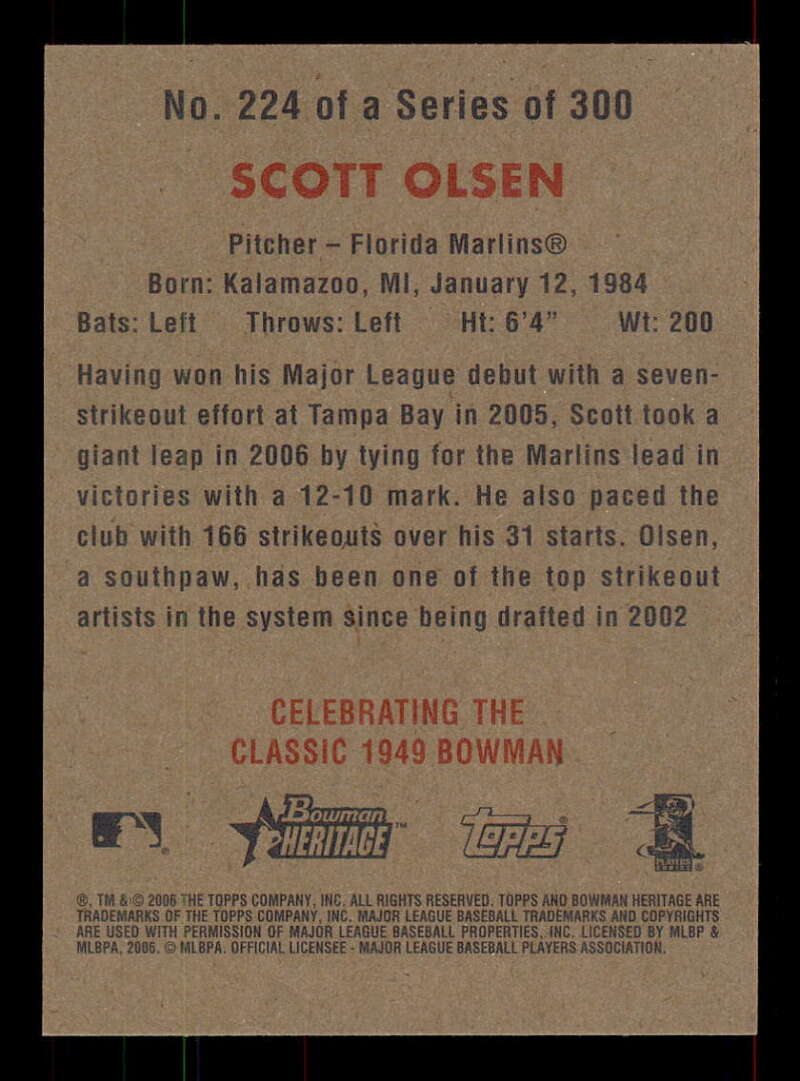 No. 224 of a Series of 300
SCOTT OLSEN
Pitcher – Florida Marlins®
Born: Kalamazoo, MI, January 12, 1984
Bats: Left Throws: Left Ht: 6'4" Wt: 200
Having won his Major League debut with a seven-
strikeout effort at Tampa Bay in 2005, Scott took a
giant leap in 2006 by tying for the Marlins lead in
victories with a 12-10 mark. He also paced the
club with 166 strikeouts over his 31 starts. Olsen,
a southpaw, has been one of the top strikeout
artists in the system since being drafted in 2002
CELEBRATING THE
CLASSIC 1949 BOWMAN
® Bowman HERITAGE™ TOPPS® PLAYERS CHOICE®
®, TM & © 2006 THE TOPPS COMPANY, INC. ALL RIGHTS RESERVED. TOPPS AND BOWMAN HERITAGE ARE
TRADEMARKS OF THE TOPPS COMPANY, INC. MAJOR LEAGUE BASEBALL TRADEMARKS AND COPYRIGHTS
ARE USED WITH PERMISSION OF MAJOR LEAGUE BASEBALL PROPERTIES, INC. LICENSED BY MLBP &
MLBPA, 2006. © MLBPA. OFFICIAL LICENSEE - MAJOR LEAGUE BASEBALL PLAYERS ASSOCIATION.